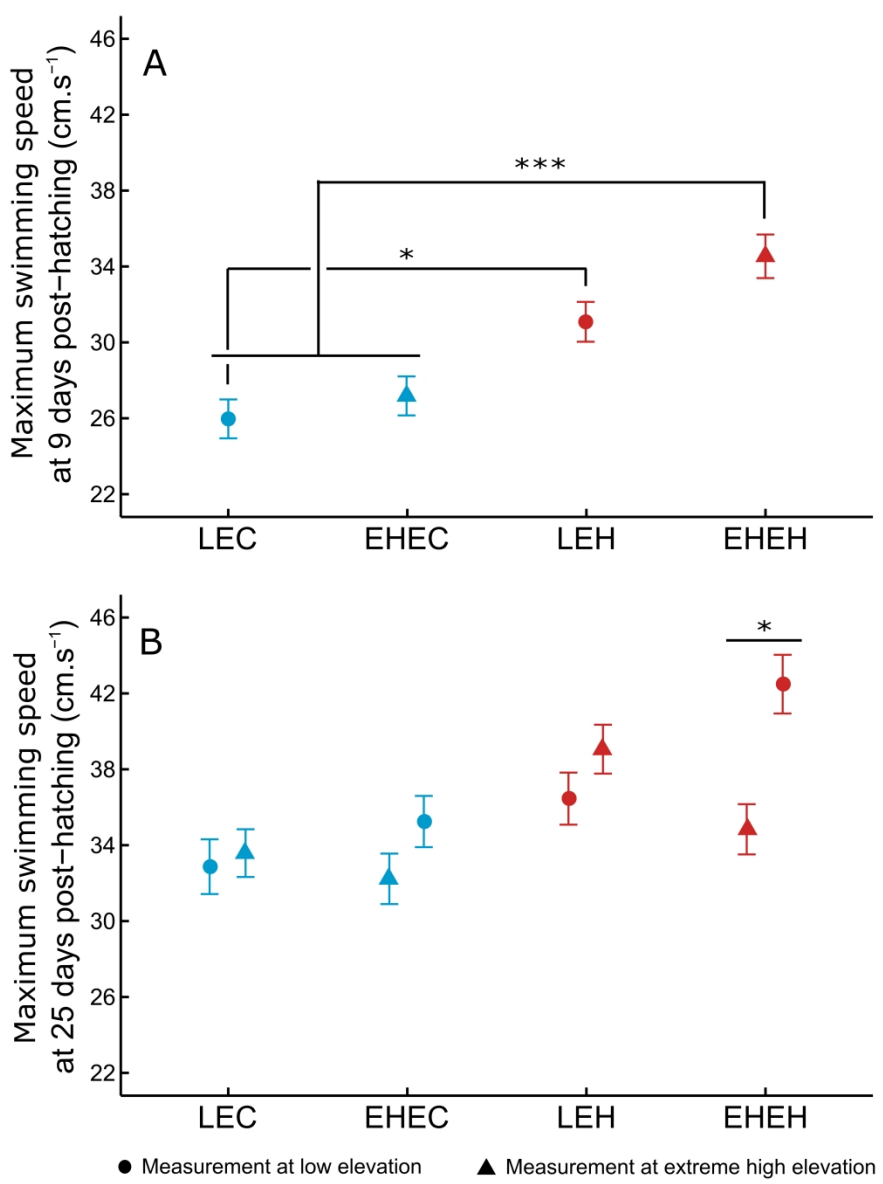 A
Maximum swimming speed
at 9 days post−hatching (cm.s⁻¹)
46
42
38
34
30
26
22
***
*
LEC EHEC LEH EHEH
B
Maximum swimming speed
at 25 days post−hatching (cm.s⁻¹)
46
42
38
34
30
26
22
*
LEC EHEC LEH EHEH
Measurement at low elevation Measurement at extreme high elevation